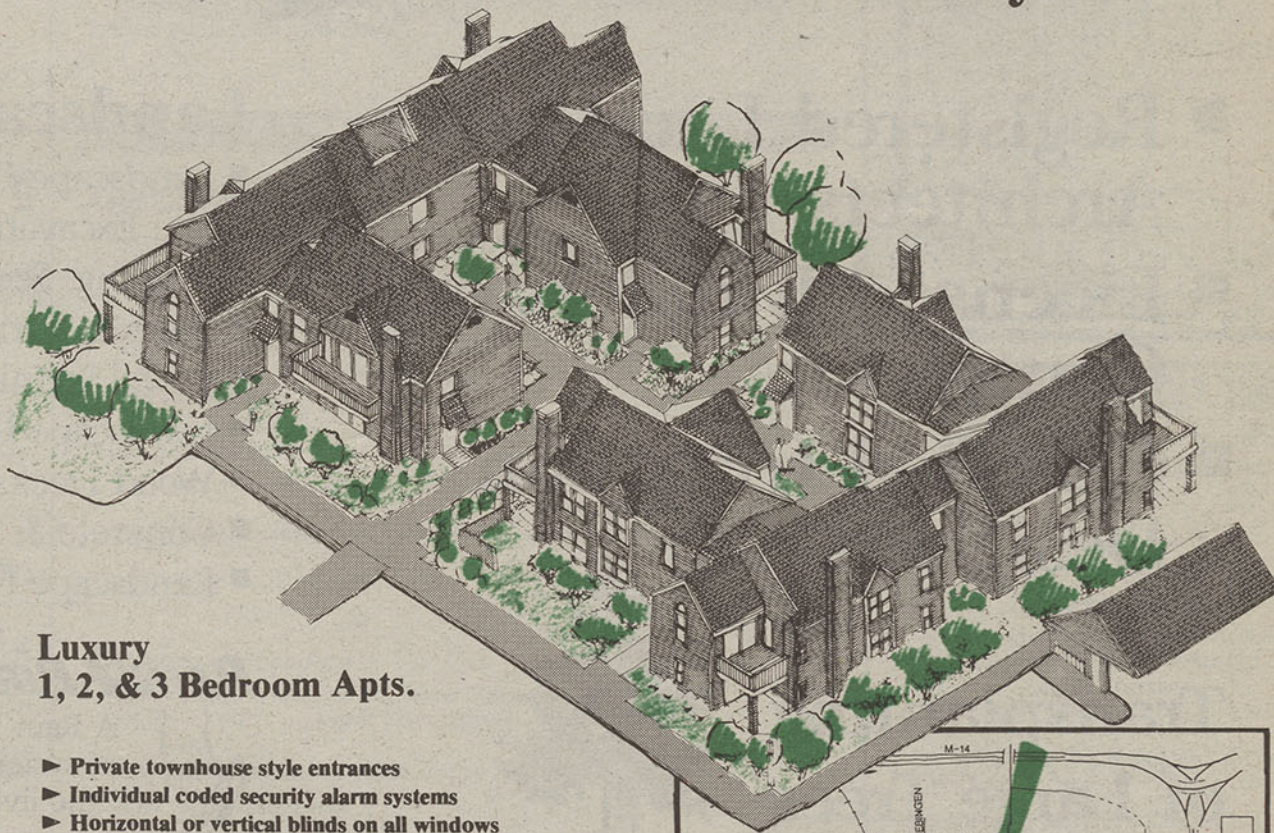 Luxury
1, 2, & 3 Bedroom Apts.
► Private townhouse style entrances
► Individual coded security alarm systems
► Horizontal or vertical blinds on all windows
M-14